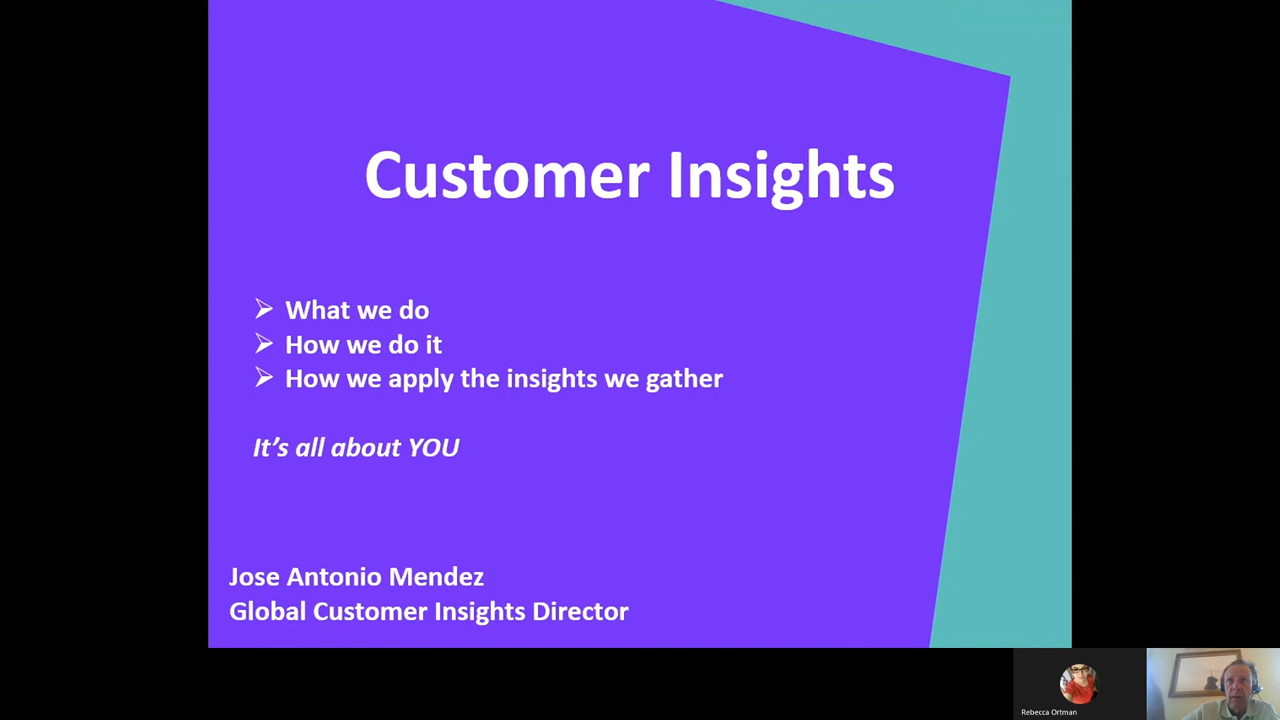 Customer Insights
What we do
How we do it
How we apply the insights we gather
It's all about YOU
Jose Antonio Mendez
Global Customer Insights Director
Rebecca Ortman